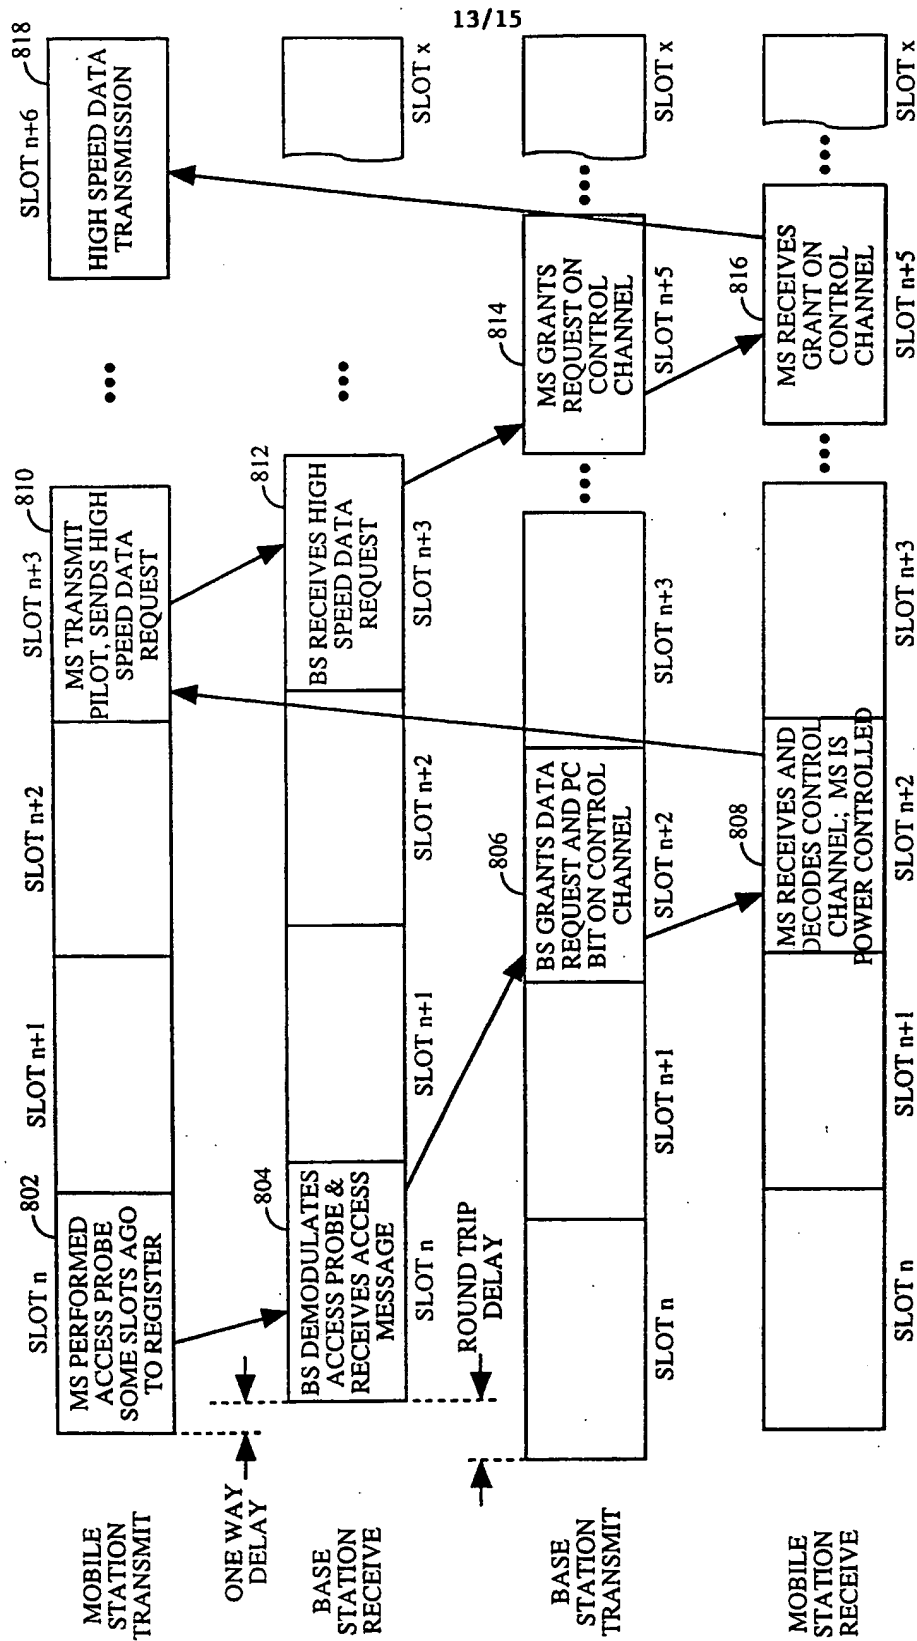 13/15
MOBILE
STATION
TRANSMIT
SLOT n
802
MS PERFORMED
ACCESS PROBE
SOME SLOTS AGO
TO REGISTER
SLOT n+1
SLOT n+2
SLOT n+3
810
MS TRANSMIT
PILOT, SENDS HIGH
SPEED DATA
REQUEST
•••
SLOT n+6
818
HIGH SPEED DATA
TRANSMISSION
ONE WAY
DELAY
BASE
STATION
RECEIVE
804
BS DEMODULATES
ACCESS PROBE &
RECEIVES ACCESS
MESSAGE
SLOT n
SLOT n+1
SLOT n+2
812
BS RECEIVES HIGH
SPEED DATA
REQUEST
SLOT n+3
•••
SLOT x
ROUND TRIP
DELAY
BASE
STATION
TRANSMIT
SLOT n
SLOT n+1
806
BS GRANTS DATA
REQUEST AND PC
BIT ON CONTROL
CHANNEL
SLOT n+2
SLOT n+3
•••
814
MS GRANTS
REQUEST ON
CONTROL
CHANNEL
SLOT n+5
•••
SLOT x
MOBILE
STATION
RECEIVE
SLOT n
SLOT n+1
808
MS RECEIVES AND
DECODES CONTROL
CHANNEL; MS IS
POWER CONTROLLED
SLOT n+2
SLOT n+3
•••
816
MS RECEIVES
GRANT ON
CONTROL
CHANNEL
SLOT n+5
•••
SLOT x